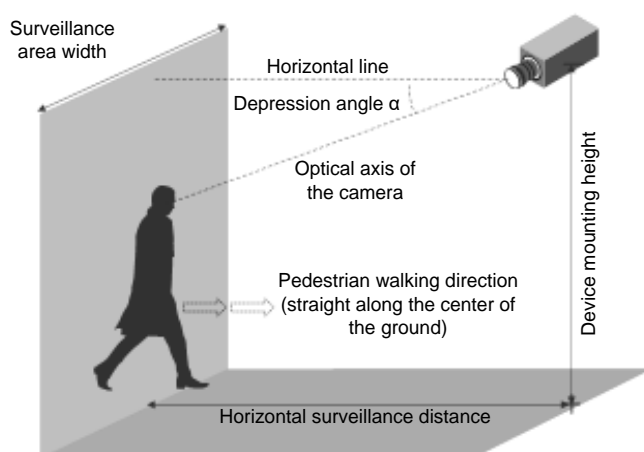 Surveillance
area width
Horizontal line
Depression angle α
Optical axis of
the camera
Device mounting height
Pedestrian walking direction
(straight along the center of
the ground)
Horizontal surveillance distance